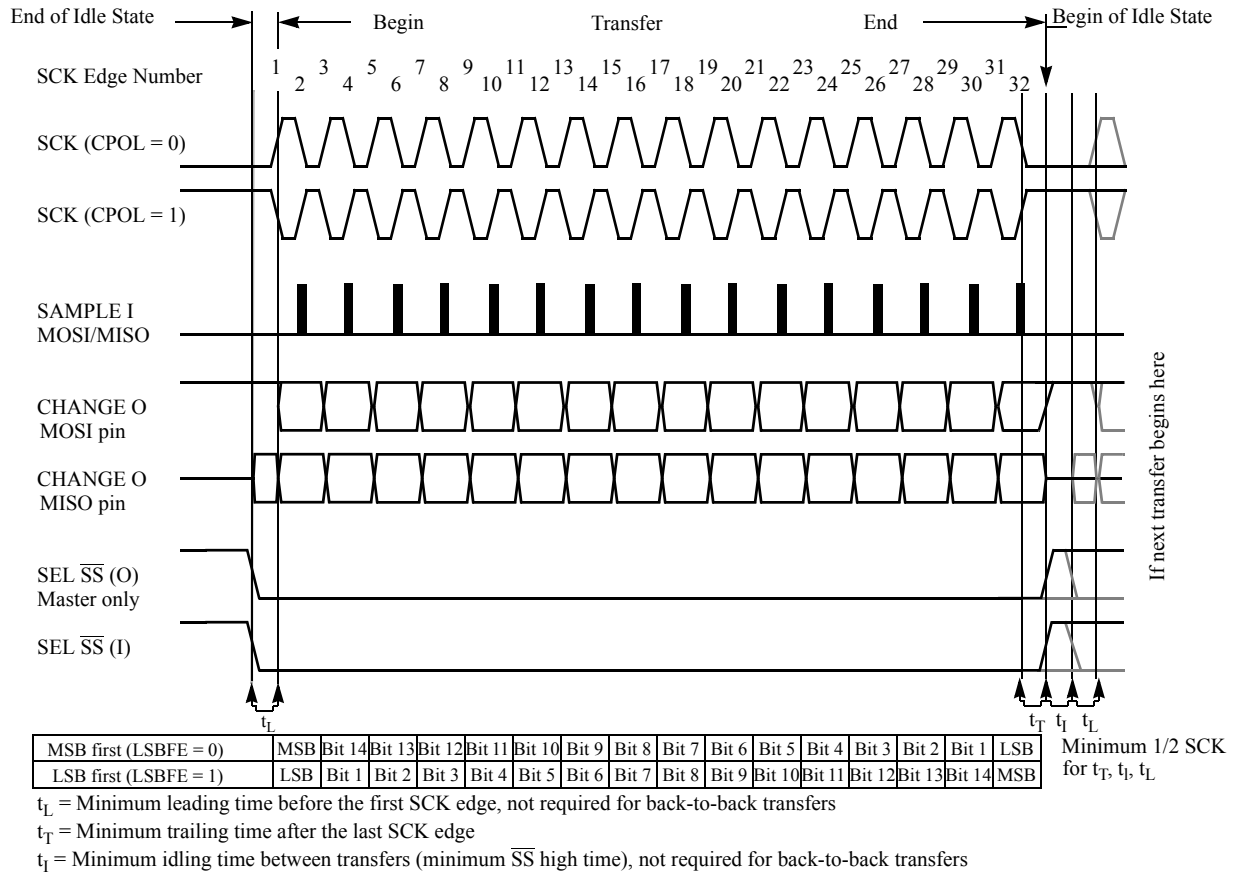 End of Idle State
Begin
Transfer
End
Begin of Idle State
SCK Edge Number
1 3 5 7 9 11 13 15 17 19 21 23 25 27 29 31
2 4 6 8 10 12 14 16 18 20 22 24 26 28 30 32
SCK (CPOL = 0)
SCK (CPOL = 1)
SAMPLE I
MOSI/MISO
CHANGE O
MOSI pin
CHANGE O
MISO pin
SEL SS (O)
Master only
SEL SS (I)
If next transfer begins here
tL
tT tI tL
MSB first (LSBFE = 0) MSB Bit 14 Bit 13 Bit 12 Bit 11 Bit 10 Bit 9 Bit 8 Bit 7 Bit 6 Bit 5 Bit 4 Bit 3 Bit 2 Bit 1 LSB
LSB first (LSBFE = 1) LSB Bit 1 Bit 2 Bit 3 Bit 4 Bit 5 Bit 6 Bit 7 Bit 8 Bit 9 Bit 10 Bit 11 Bit 12 Bit 13 Bit 14 MSB
Minimum 1/2 SCK
for tT, tl, tL
tL = Minimum leading time before the first SCK edge, not required for back-to-back transfers
tT = Minimum trailing time after the last SCK edge
tI = Minimum idling time between transfers (minimum SS high time), not required for back-to-back transfers